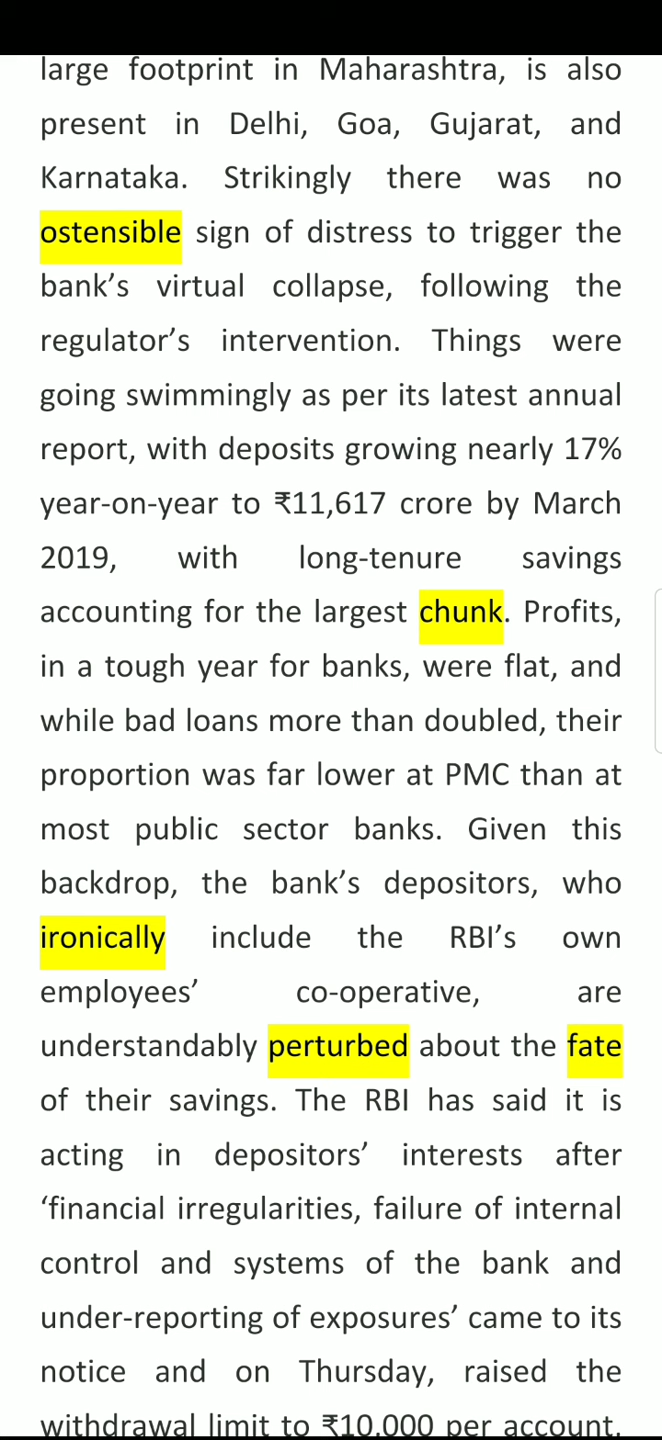 large footprint in Maharashtra, is also
present in Delhi, Goa, Gujarat, and
Karnataka. Strikingly there was no
ostensible sign of distress to trigger the
bank’s virtual collapse, following the
regulator’s intervention. Things were
going swimmingly as per its latest annual
report, with deposits growing nearly 17%
year-on-year to ₹11,617 crore by March
2019, with long-tenure savings
accounting for the largest chunk. Profits,
in a tough year for banks, were flat, and
while bad loans more than doubled, their
proportion was far lower at PMC than at
most public sector banks. Given this
backdrop, the bank’s depositors, who
ironically include the RBI’s own
employees’ co-operative, are
understandably perturbed about the fate
of their savings. The RBI has said it is
acting in depositors’ interests after
‘financial irregularities, failure of internal
control and systems of the bank and
under-reporting of exposures’ came to its
notice and on Thursday, raised the
withdrawal limit to ₹10,000 per account,